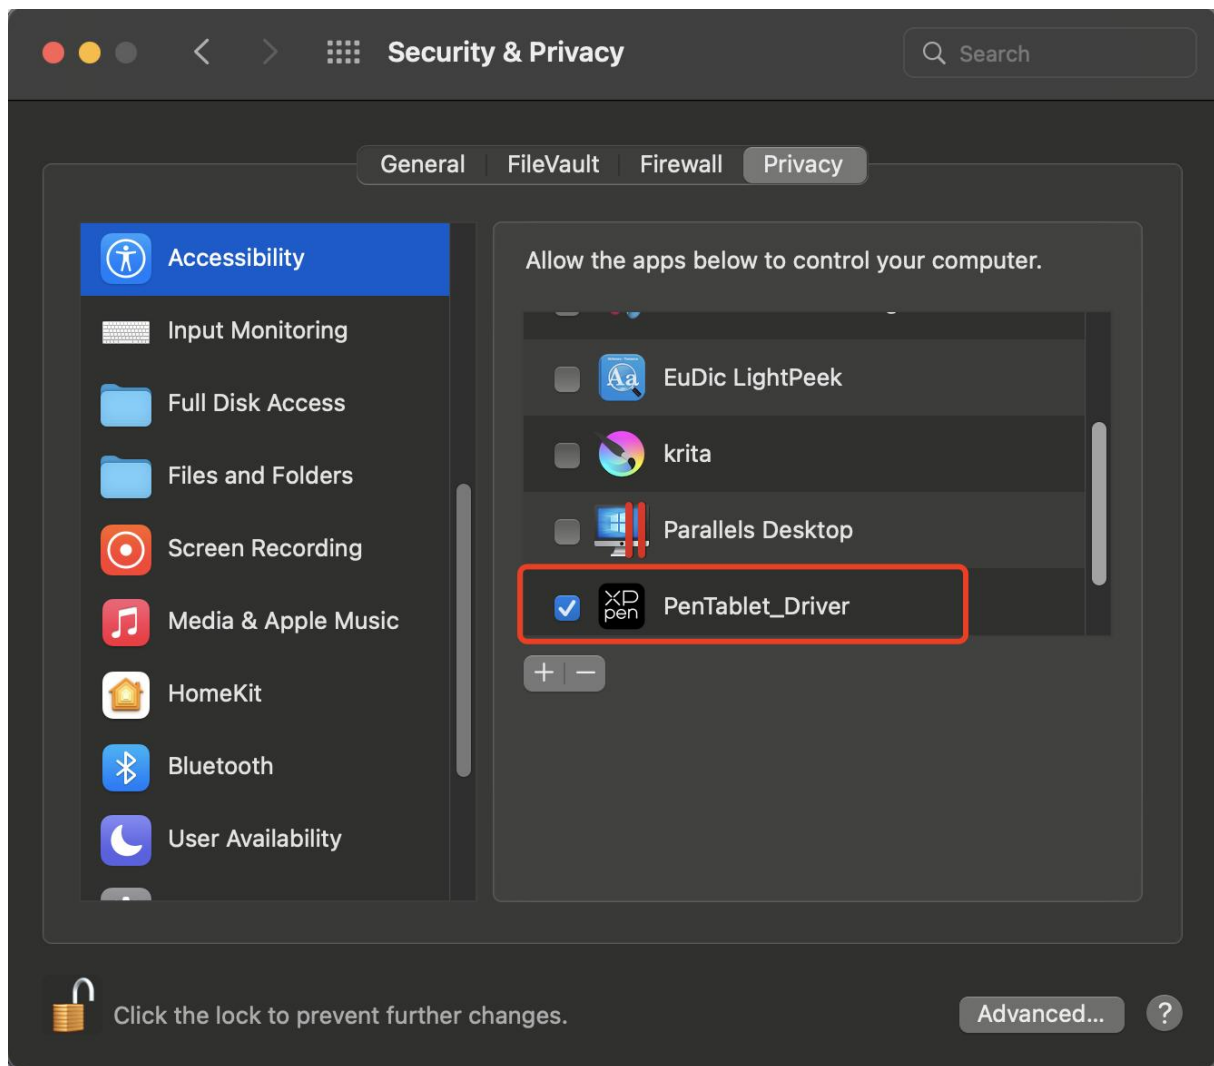 Security & Privacy
Search
General
FileVault
Firewall
Privacy
Accessibility
Input Monitoring
Full Disk Access
Files and Folders
Screen Recording
Media & Apple Music
HomeKit
Bluetooth
User Availability
Allow the apps below to control your computer.
Aa
EuDic LightPeek
krita
Parallels Desktop
XP
pen
PenTablet_Driver
+ −
Click the lock to prevent further changes.
Advanced...
?